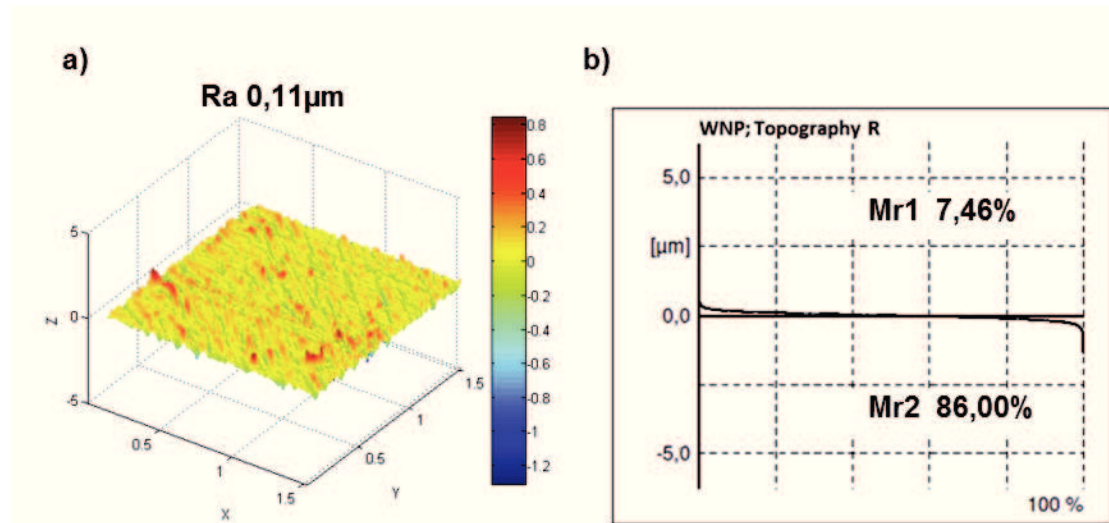 a)
Ra 0,11µm
5
0
-5
Z
0.5
1
1.5
X
0.5
1
1.5
Y
0.8
0.6
0.4
0.2
0
-0.2
-0.4
-0.6
-0.8
-1
-1.2
b)
WNP; Topography R
5,0
[µm]
0,0
-5,0
Mr1 7,46%
Mr2 86,00%
100 %